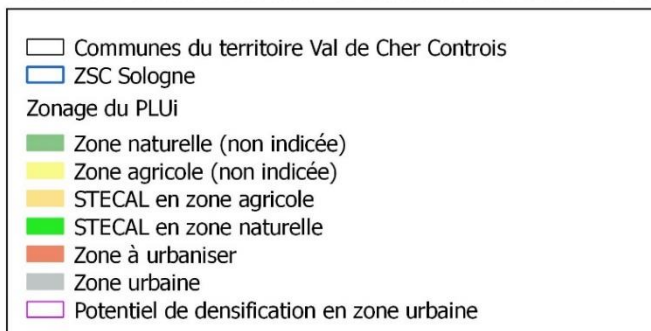 Communes du territoire Val de Cher Controis
ZSC Sologne
Zonage du PLUi
Zone naturelle (non indicée)
Zone agricole (non indicée)
STECAL en zone agricole
STECAL en zone naturelle
Zone à urbaniser
Zone urbaine
Potentiel de densification en zone urbaine